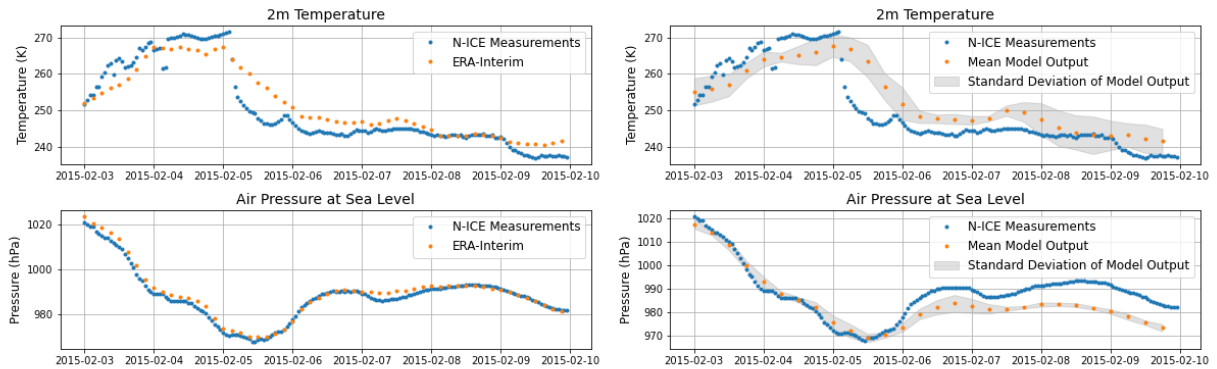 2m Temperature
Temperature (K)
270
260
250
240
N-ICE Measurements
ERA-Interim
2015-02-03 2015-02-04 2015-02-05 2015-02-06 2015-02-07 2015-02-08 2015-02-09 2015-02-10
2m Temperature
Temperature (K)
270
260
250
240
N-ICE Measurements
Mean Model Output
Standard Deviation of Model Output
2015-02-03 2015-02-04 2015-02-05 2015-02-06 2015-02-07 2015-02-08 2015-02-09 2015-02-10
Air Pressure at Sea Level
Pressure (hPa)
1020
1000
980
N-ICE Measurements
ERA-Interim
2015-02-03 2015-02-04 2015-02-05 2015-02-06 2015-02-07 2015-02-08 2015-02-09 2015-02-10
Air Pressure at Sea Level
Pressure (hPa)
1020
1010
1000
990
980
970
N-ICE Measurements
Mean Model Output
Standard Deviation of Model Output
2015-02-03 2015-02-04 2015-02-05 2015-02-06 2015-02-07 2015-02-08 2015-02-09 2015-02-10